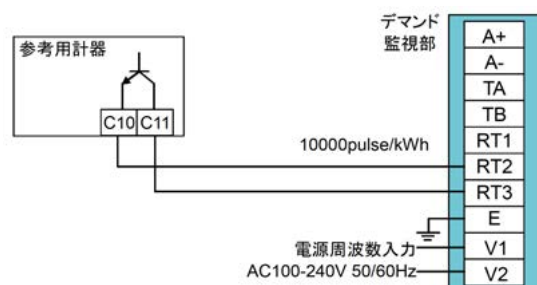 デマンド
監視部
参考用計器
C10 C11
10000pulse/kWh
A+
A-
TA
TB
RT1
RT2
RT3
E
V1
V2
電源周波数入力
AC100-240V 50/60Hz